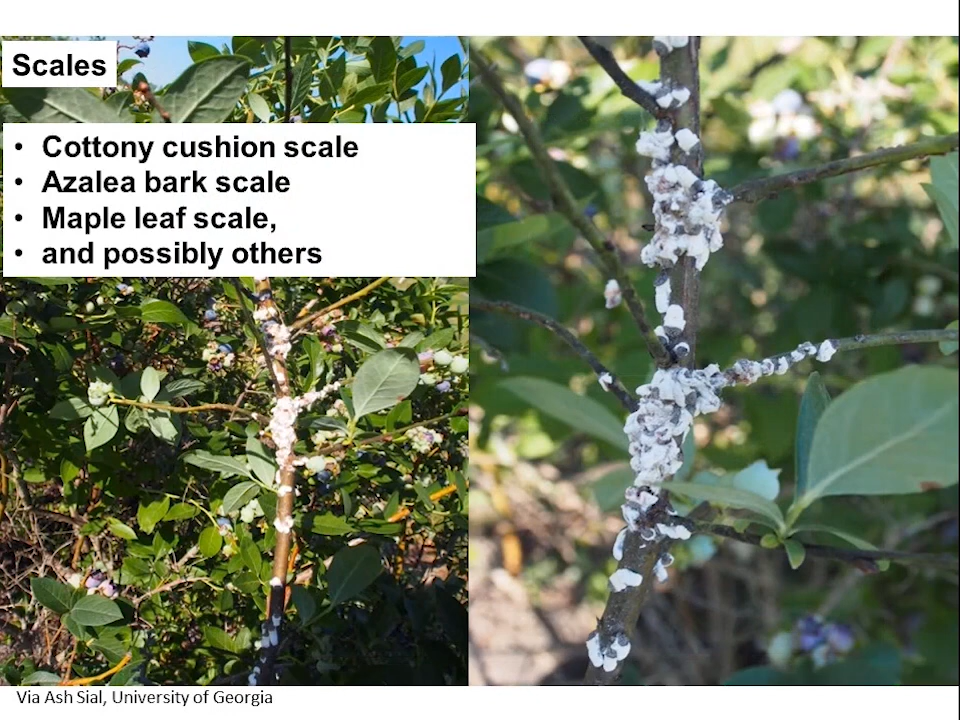 Scales
• Cottony cushion scale
• Azalea bark scale
• Maple leaf scale,
• and possibly others
Via Ash Sial, University of Georgia